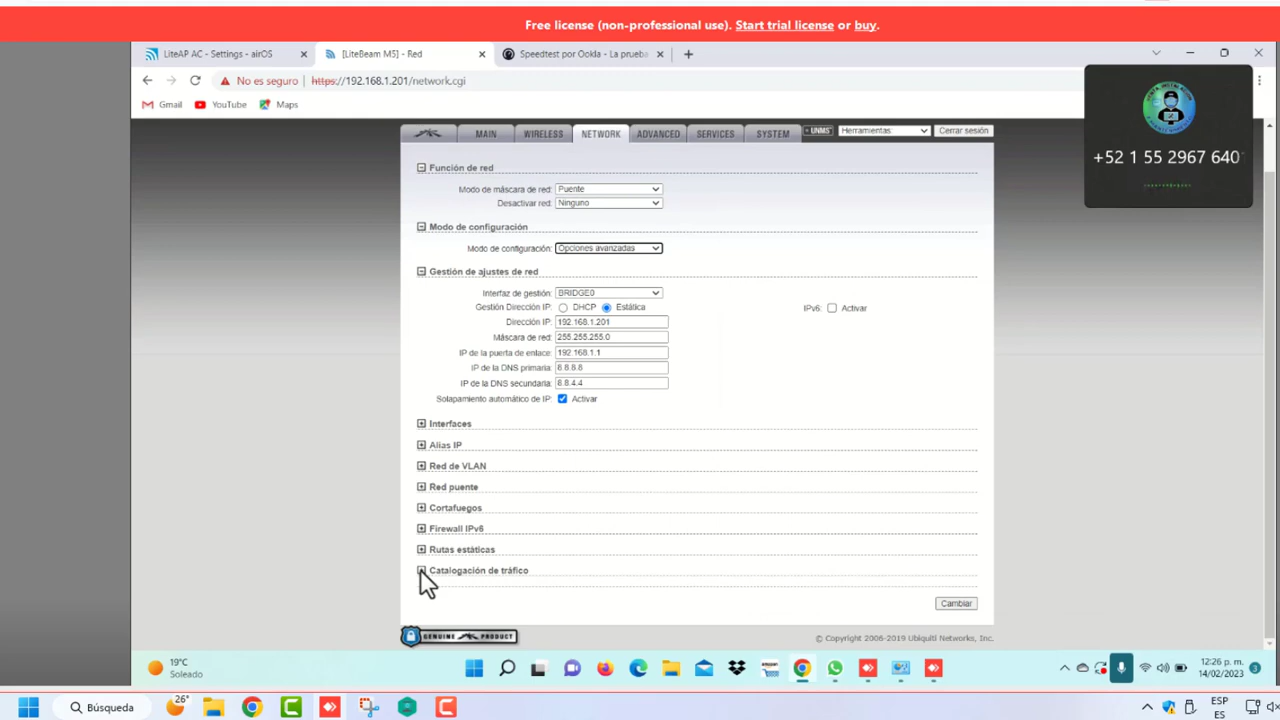 Free license (non-professional use). Start trial license or buy.
LiteAP AC - Settings - airOS
[LiteBeam M5] - Red
Speedtest por Ookla - La prueba
No es seguro
https://192.168.1.201/network.cgi
Gmail
YouTube
Maps
+52 1 55 2967 640
MAIN
WIRELESS
NETWORK
ADVANCED
SERVICES
SYSTEM
UNMS
Herramientas:
Cerrar sesión
Función de red
Modo de máscara de red: Puente
Desactivar red: Ninguno
Modo de configuración
Modo de configuración: Opciones avanzadas
Gestión de ajustes de red
Interfaz de gestión: BRIDGE0
Gestión Dirección IP: DHCP Estática
IPv6: Activar
Dirección IP: 192.168.1.201
Máscara de red: 255.255.255.0
IP de la puerta de enlace: 192.168.1.1
IP de la DNS primaria: 8.8.8.8
IP de la DNS secundaria: 8.8.4.4
Solapamiento automático de IP: Activar
Interfaces
Alias IP
Red de VLAN
Red puente
Cortafuegos
Firewall IPv6
Rutas estáticas
Catalogación de tráfico
Cambiar
GENUINE PRODUCT
© Copyright 2006-2019 Ubiquiti Networks, Inc.
19°C
Soleado
12:26 p. m.
14/02/2023
3
Búsqueda
26°
ESP
ES